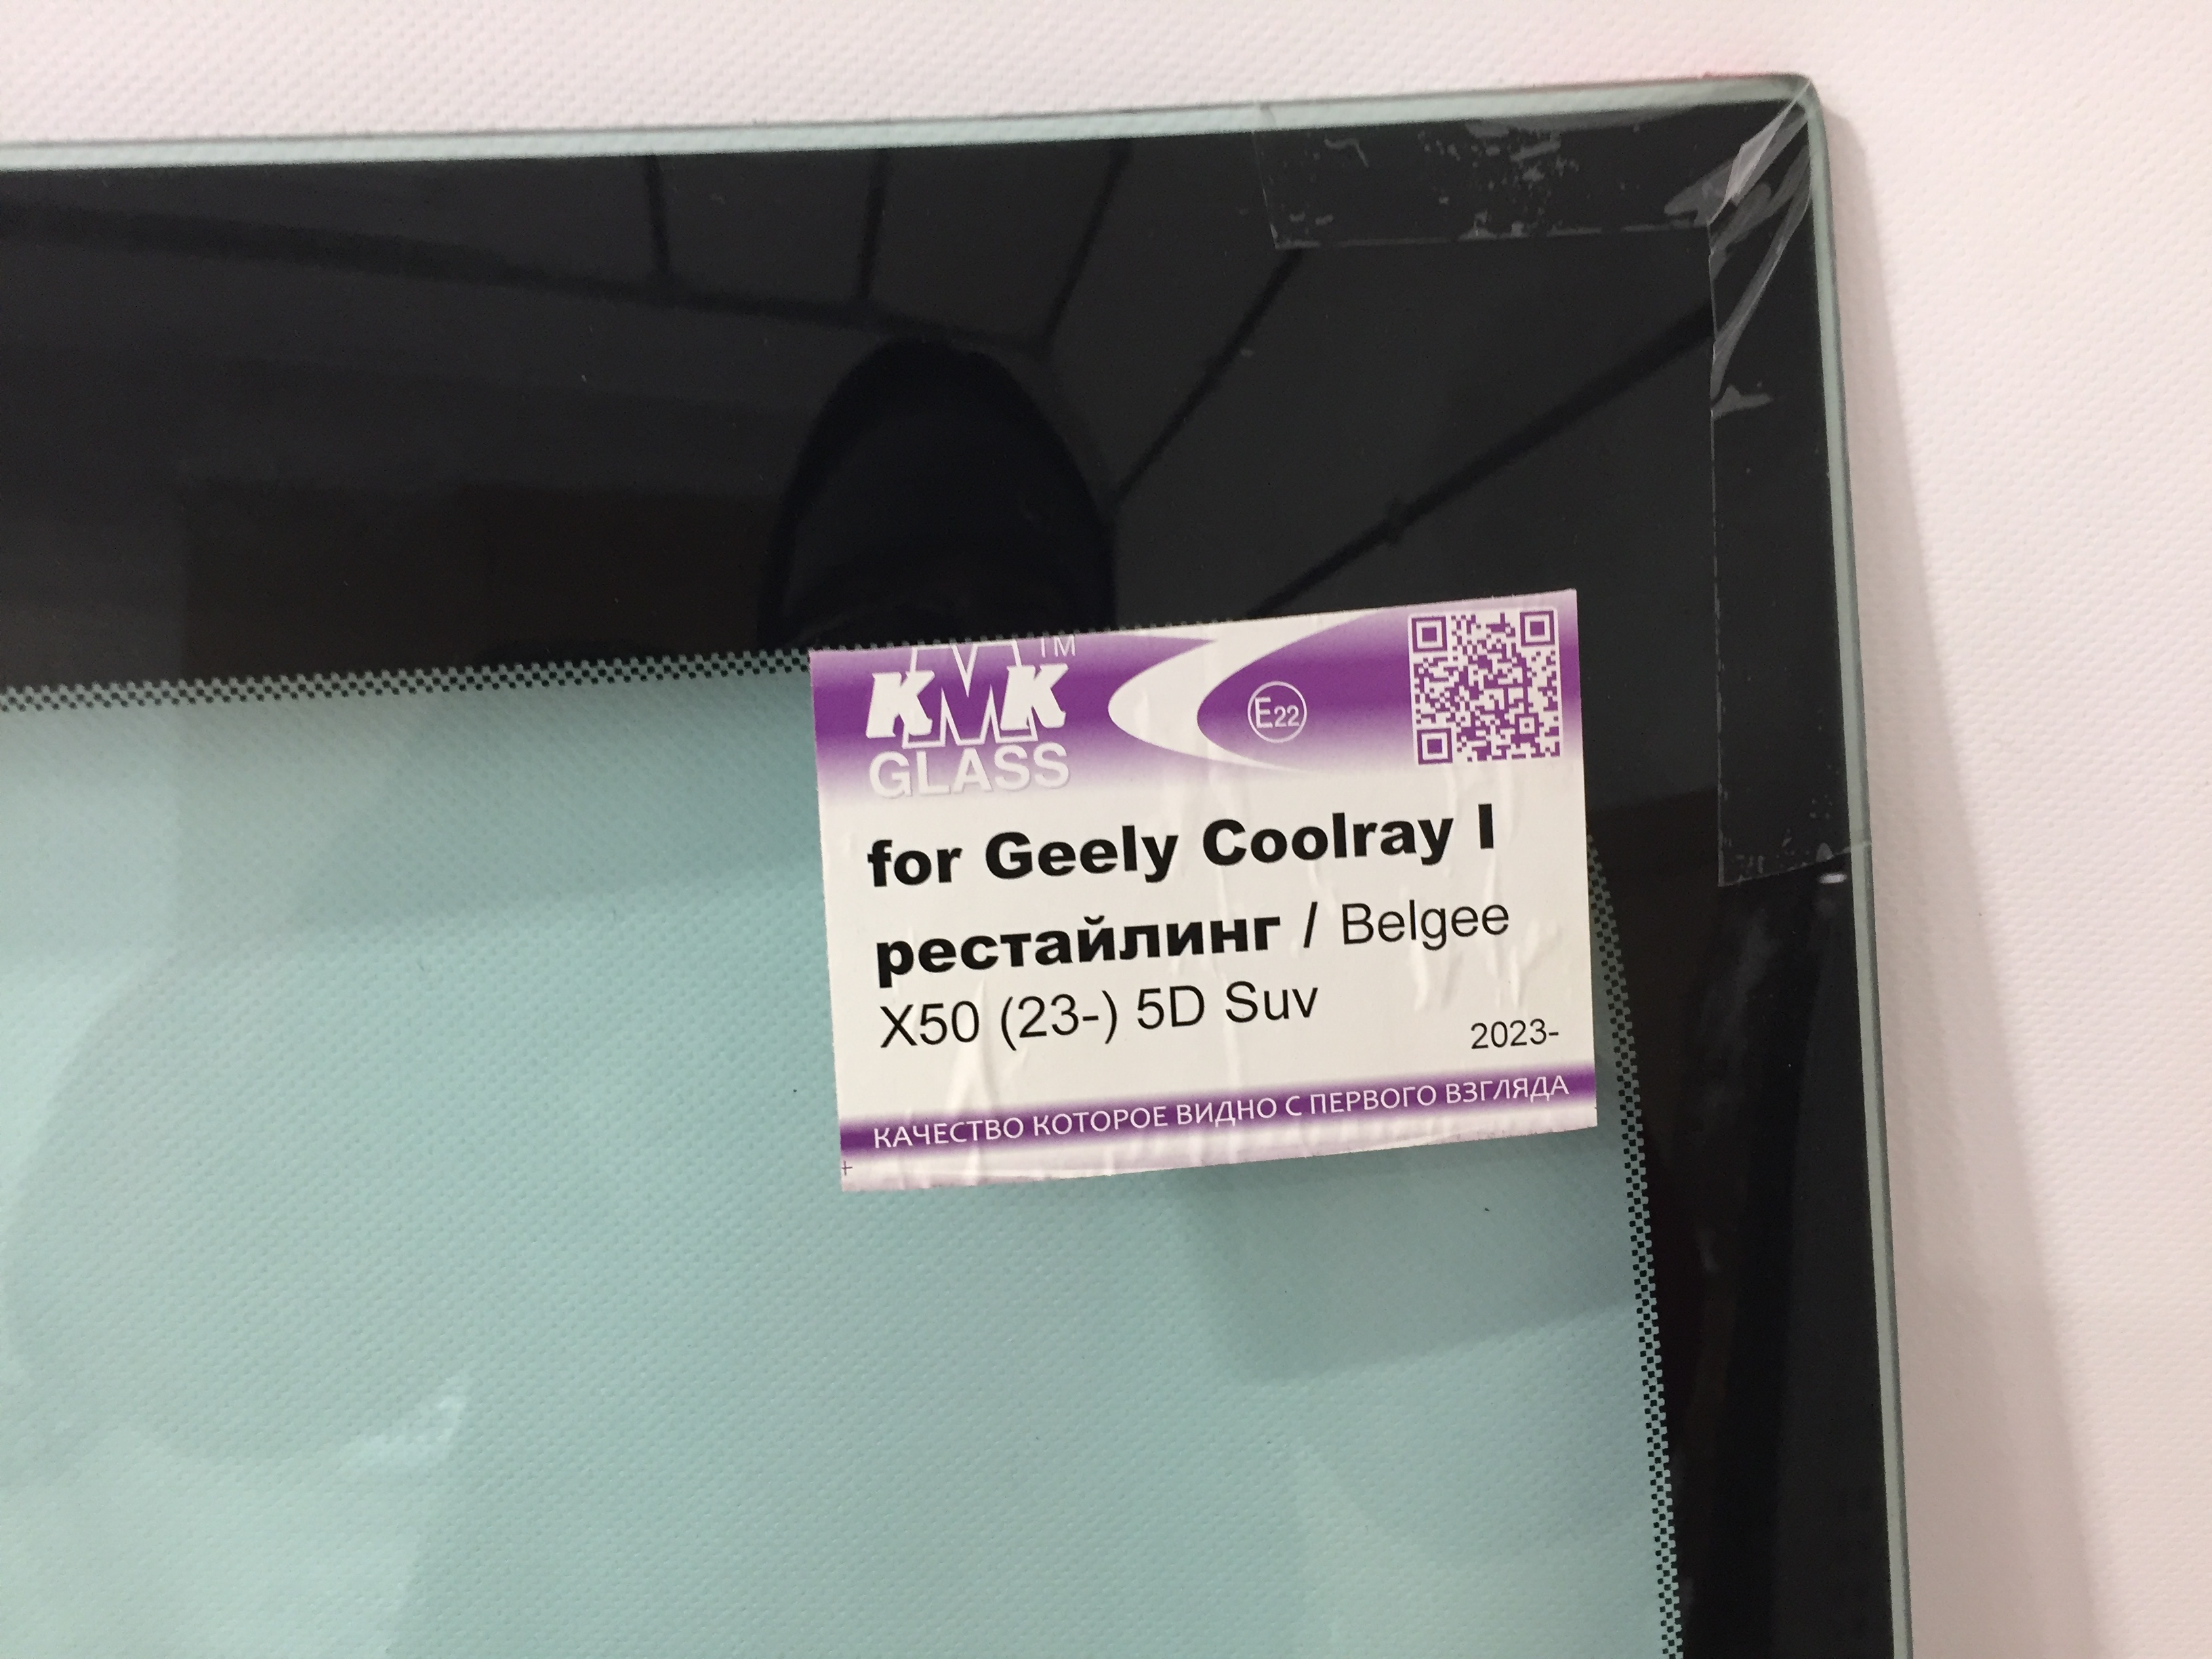 KMK TM
GLASS
E22
for Geely Coolray I
рестайлинг / Belgee
X50 (23-) 5D Suv
2023-
КАЧЕСТВО КОТОРОЕ ВИДНО С ПЕРВОГО ВЗГЛЯДА